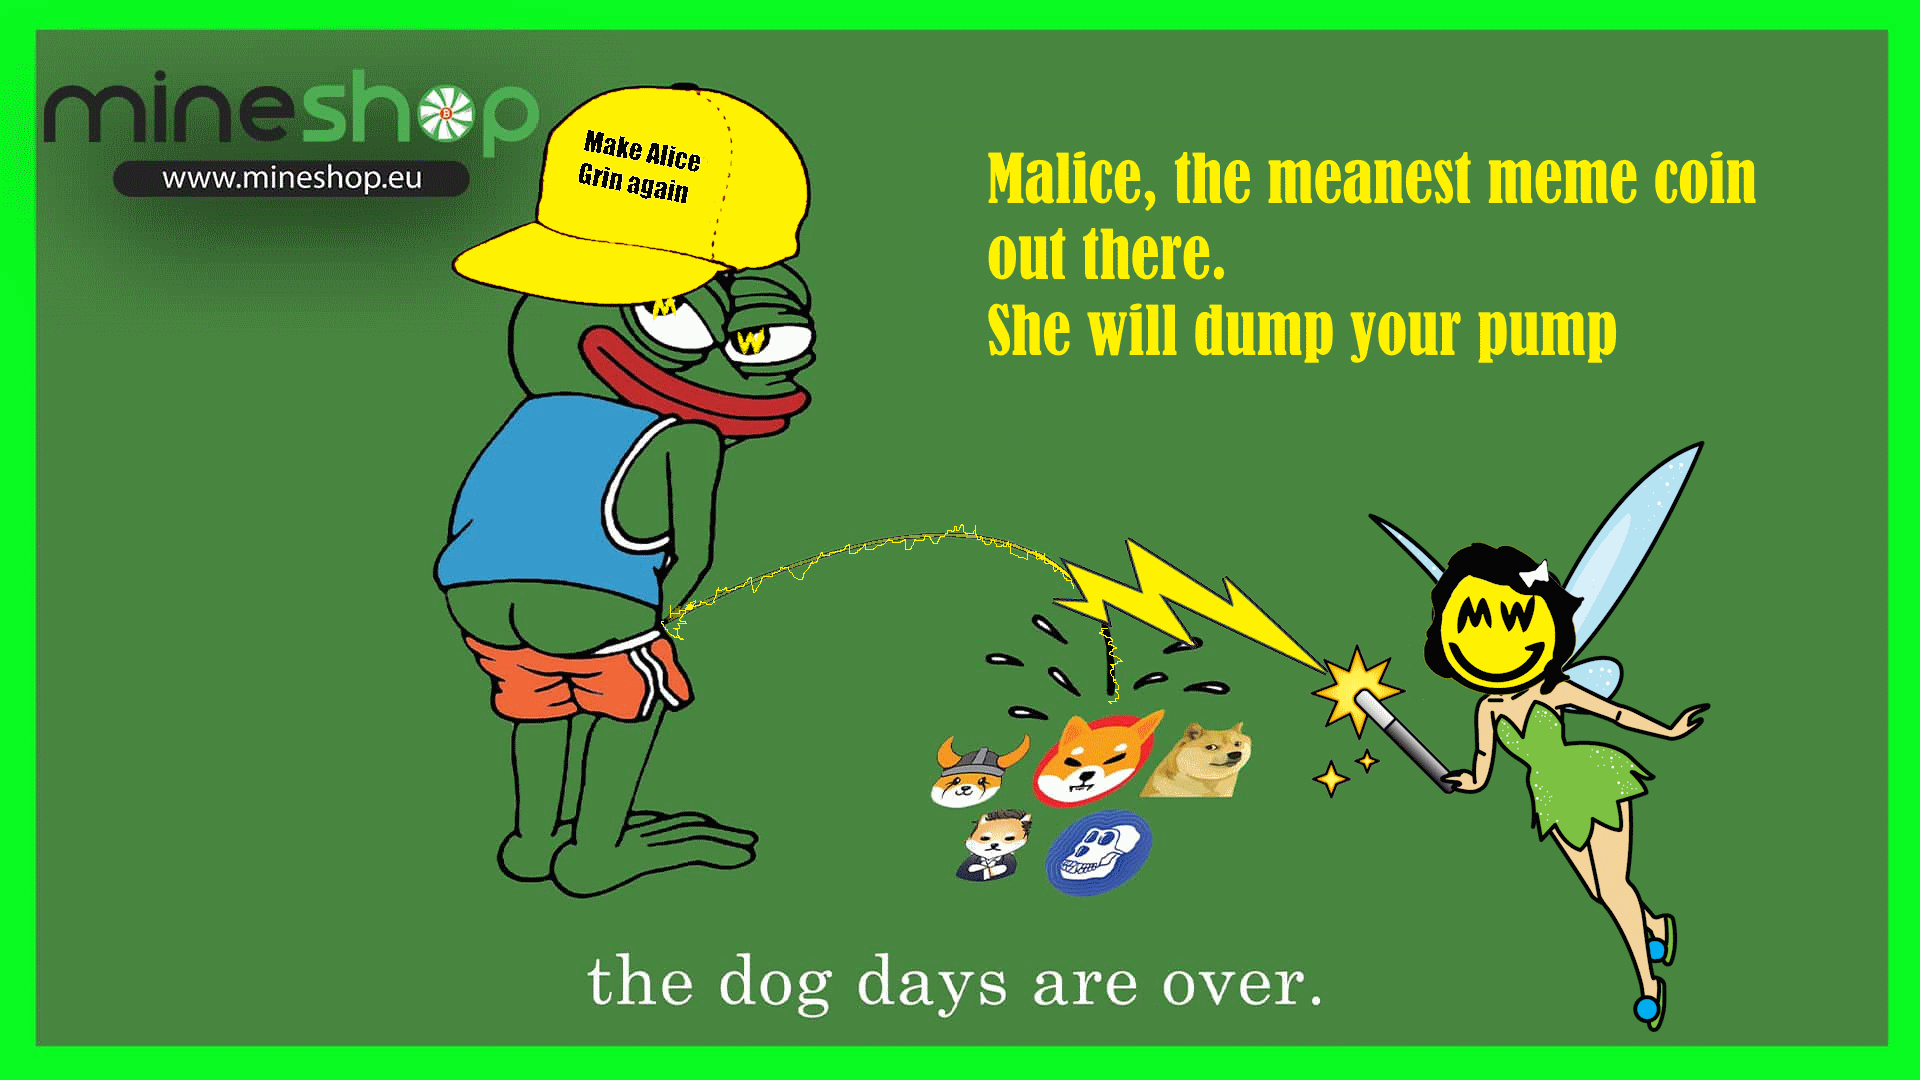 mineshop
www.mineshop.eu
Make Alice
Grin again
Malice, the meanest meme coin
out there.
She will dump your pump
M
W
MW
the dog days are over.